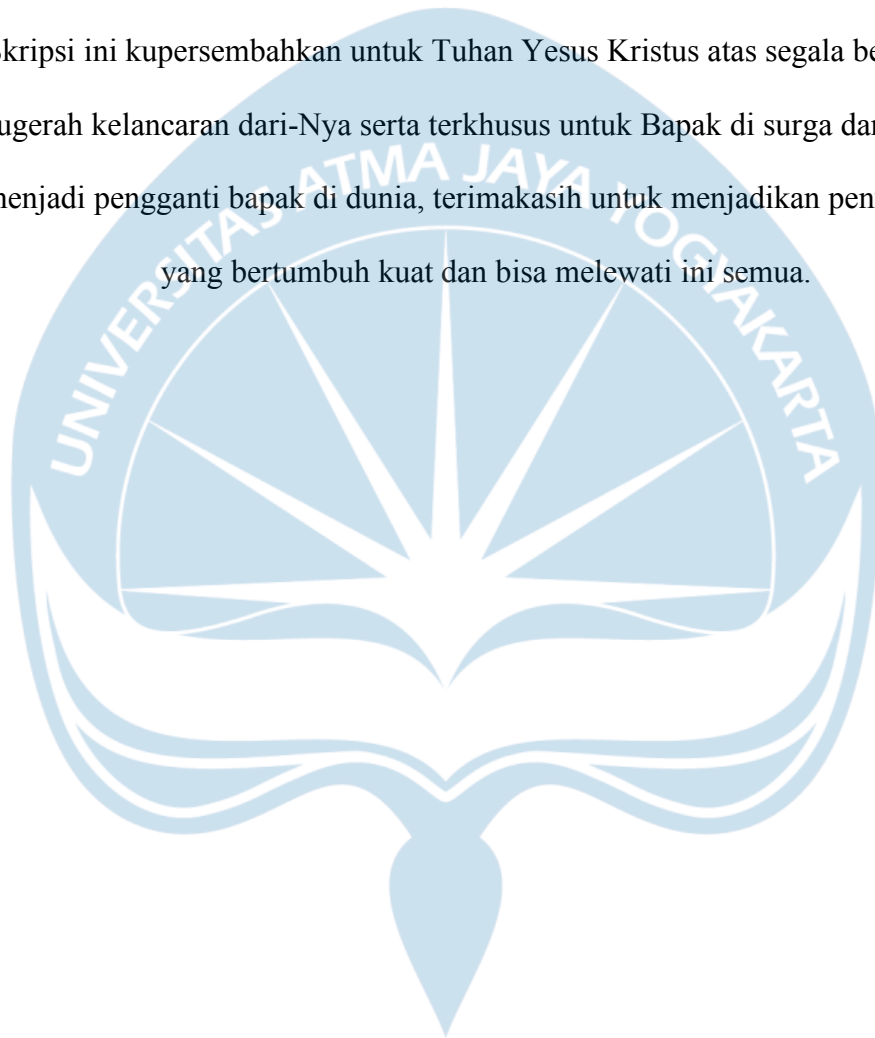 Skripsi ini kupersembahkan untuk Tuhan Yesus Kristus atas segala be
ugerah kelancaran dari-Nya serta terkhusus untuk Bapak di surga dan
menjadi pengganti bapak di dunia, terimakasih untuk menjadikan pen
yang bertumbuh kuat dan bisa melewati ini semua.
UNIVERSITAS ATMA JAYA YOGYAKARTA